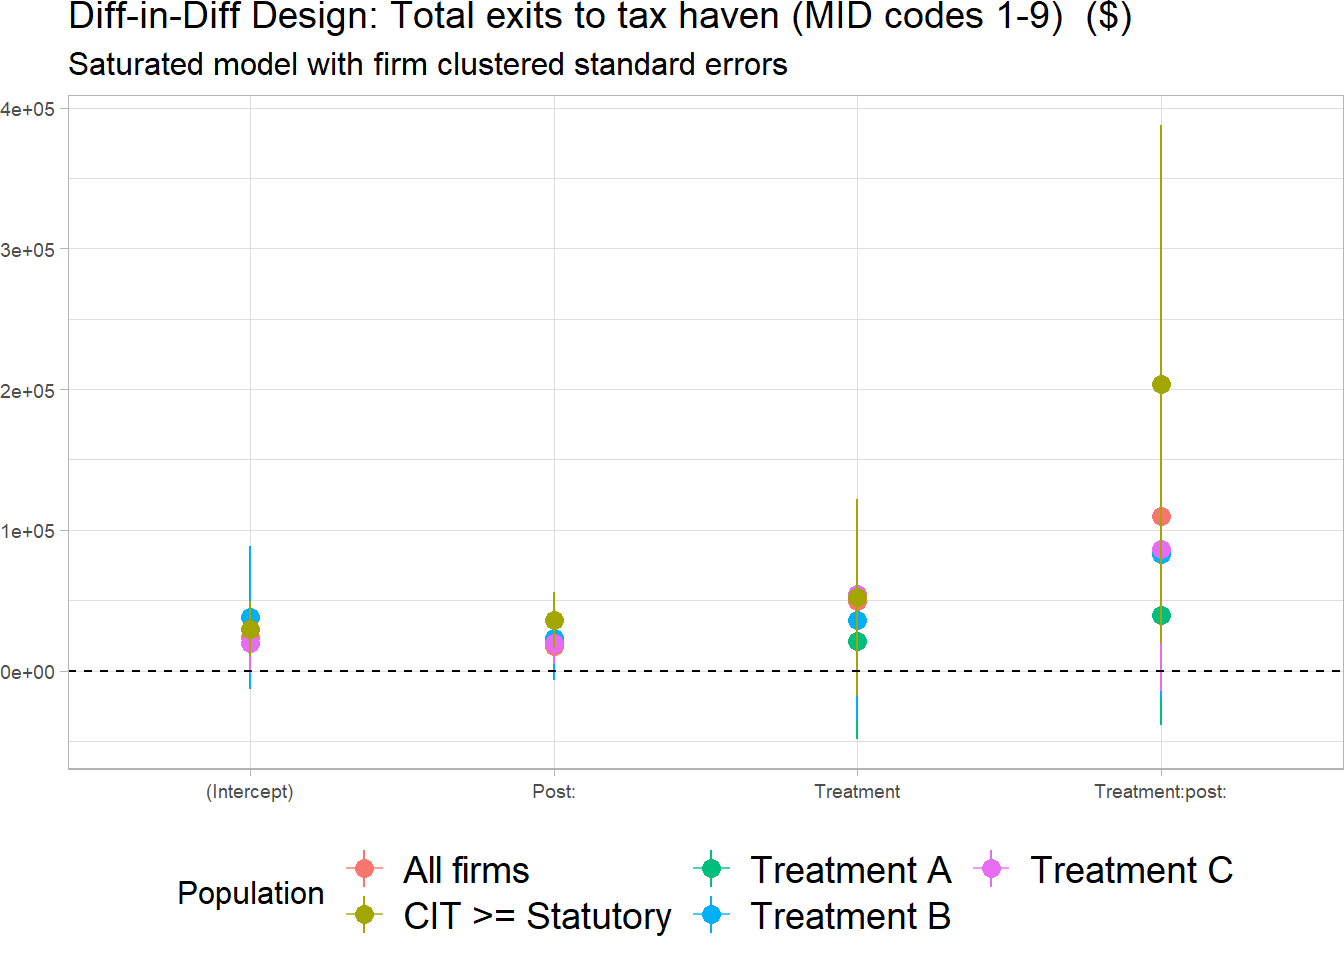 Diff-in-Diff Design: Total exits to tax haven (MID codes 1-9)  ($)
Saturated model with firm clustered standard errors
4e+05
3e+05
2e+05
1e+05
0e+00
(Intercept) Post: Treatment Treatment:post:
Population
All firms Treatment A Treatment C
CIT >= Statutory Treatment B